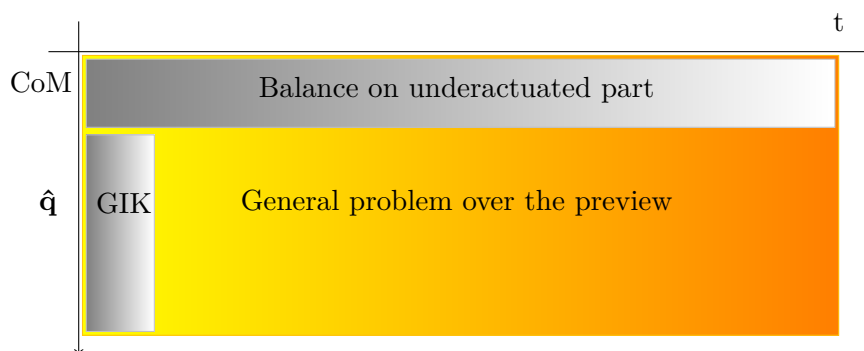 t
CoM
Balance on underactuated part
q̂
GIK
General problem over the preview